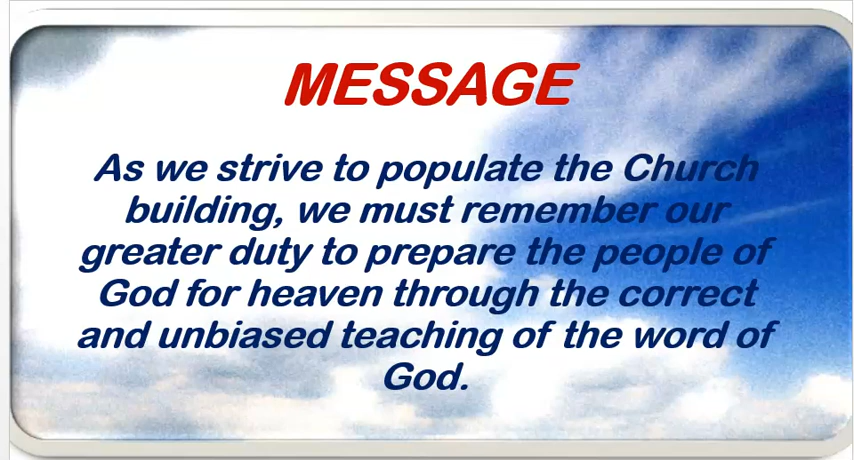 MESSAGE
As we strive to populate the Church
building, we must remember our
greater duty to prepare the people of
God for heaven through the correct
and unbiased teaching of the word of
God.